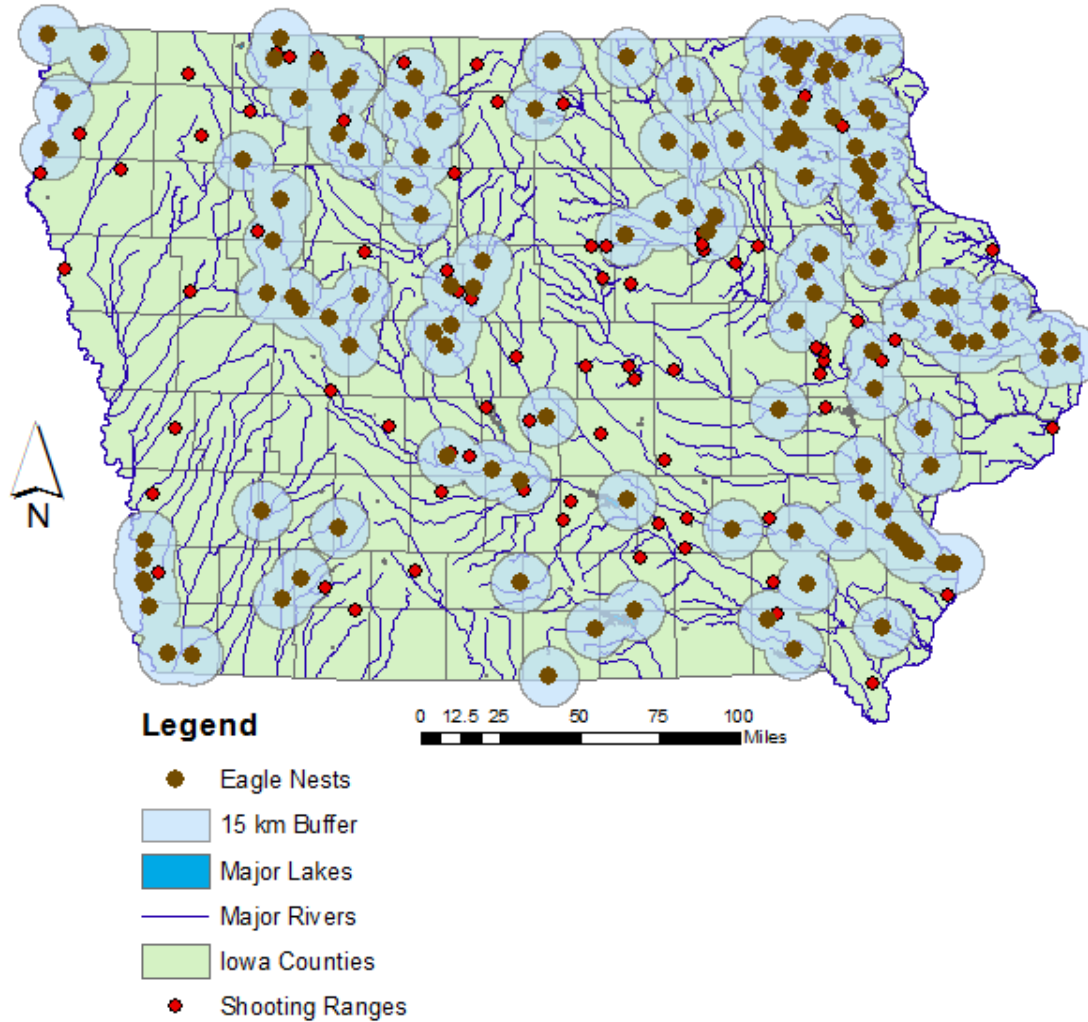 N
Legend
0 12.5 25 50 75 100
Miles
Eagle Nests
15 km Buffer
Major Lakes
Major Rivers
Iowa Counties
Shooting Ranges